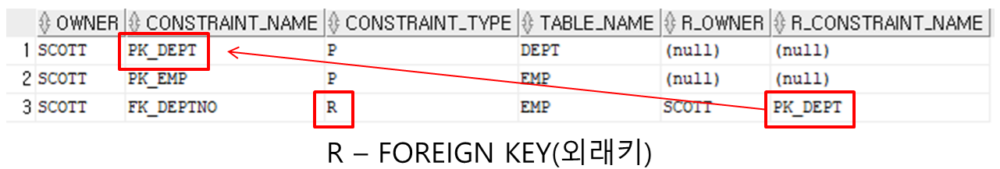 OWNER CONSTRAINT_NAME CONSTRAINT_TYPE TABLE_NAME R_OWNER R_CONSTRAINT_NAME
1 SCOTT PK_DEPT P DEPT (null) (null)
2 SCOTT PK_EMP P EMP (null) (null)
3 SCOTT FK_DEPTNO R EMP SCOTT PK_DEPT
R – FOREIGN KEY(외래키)